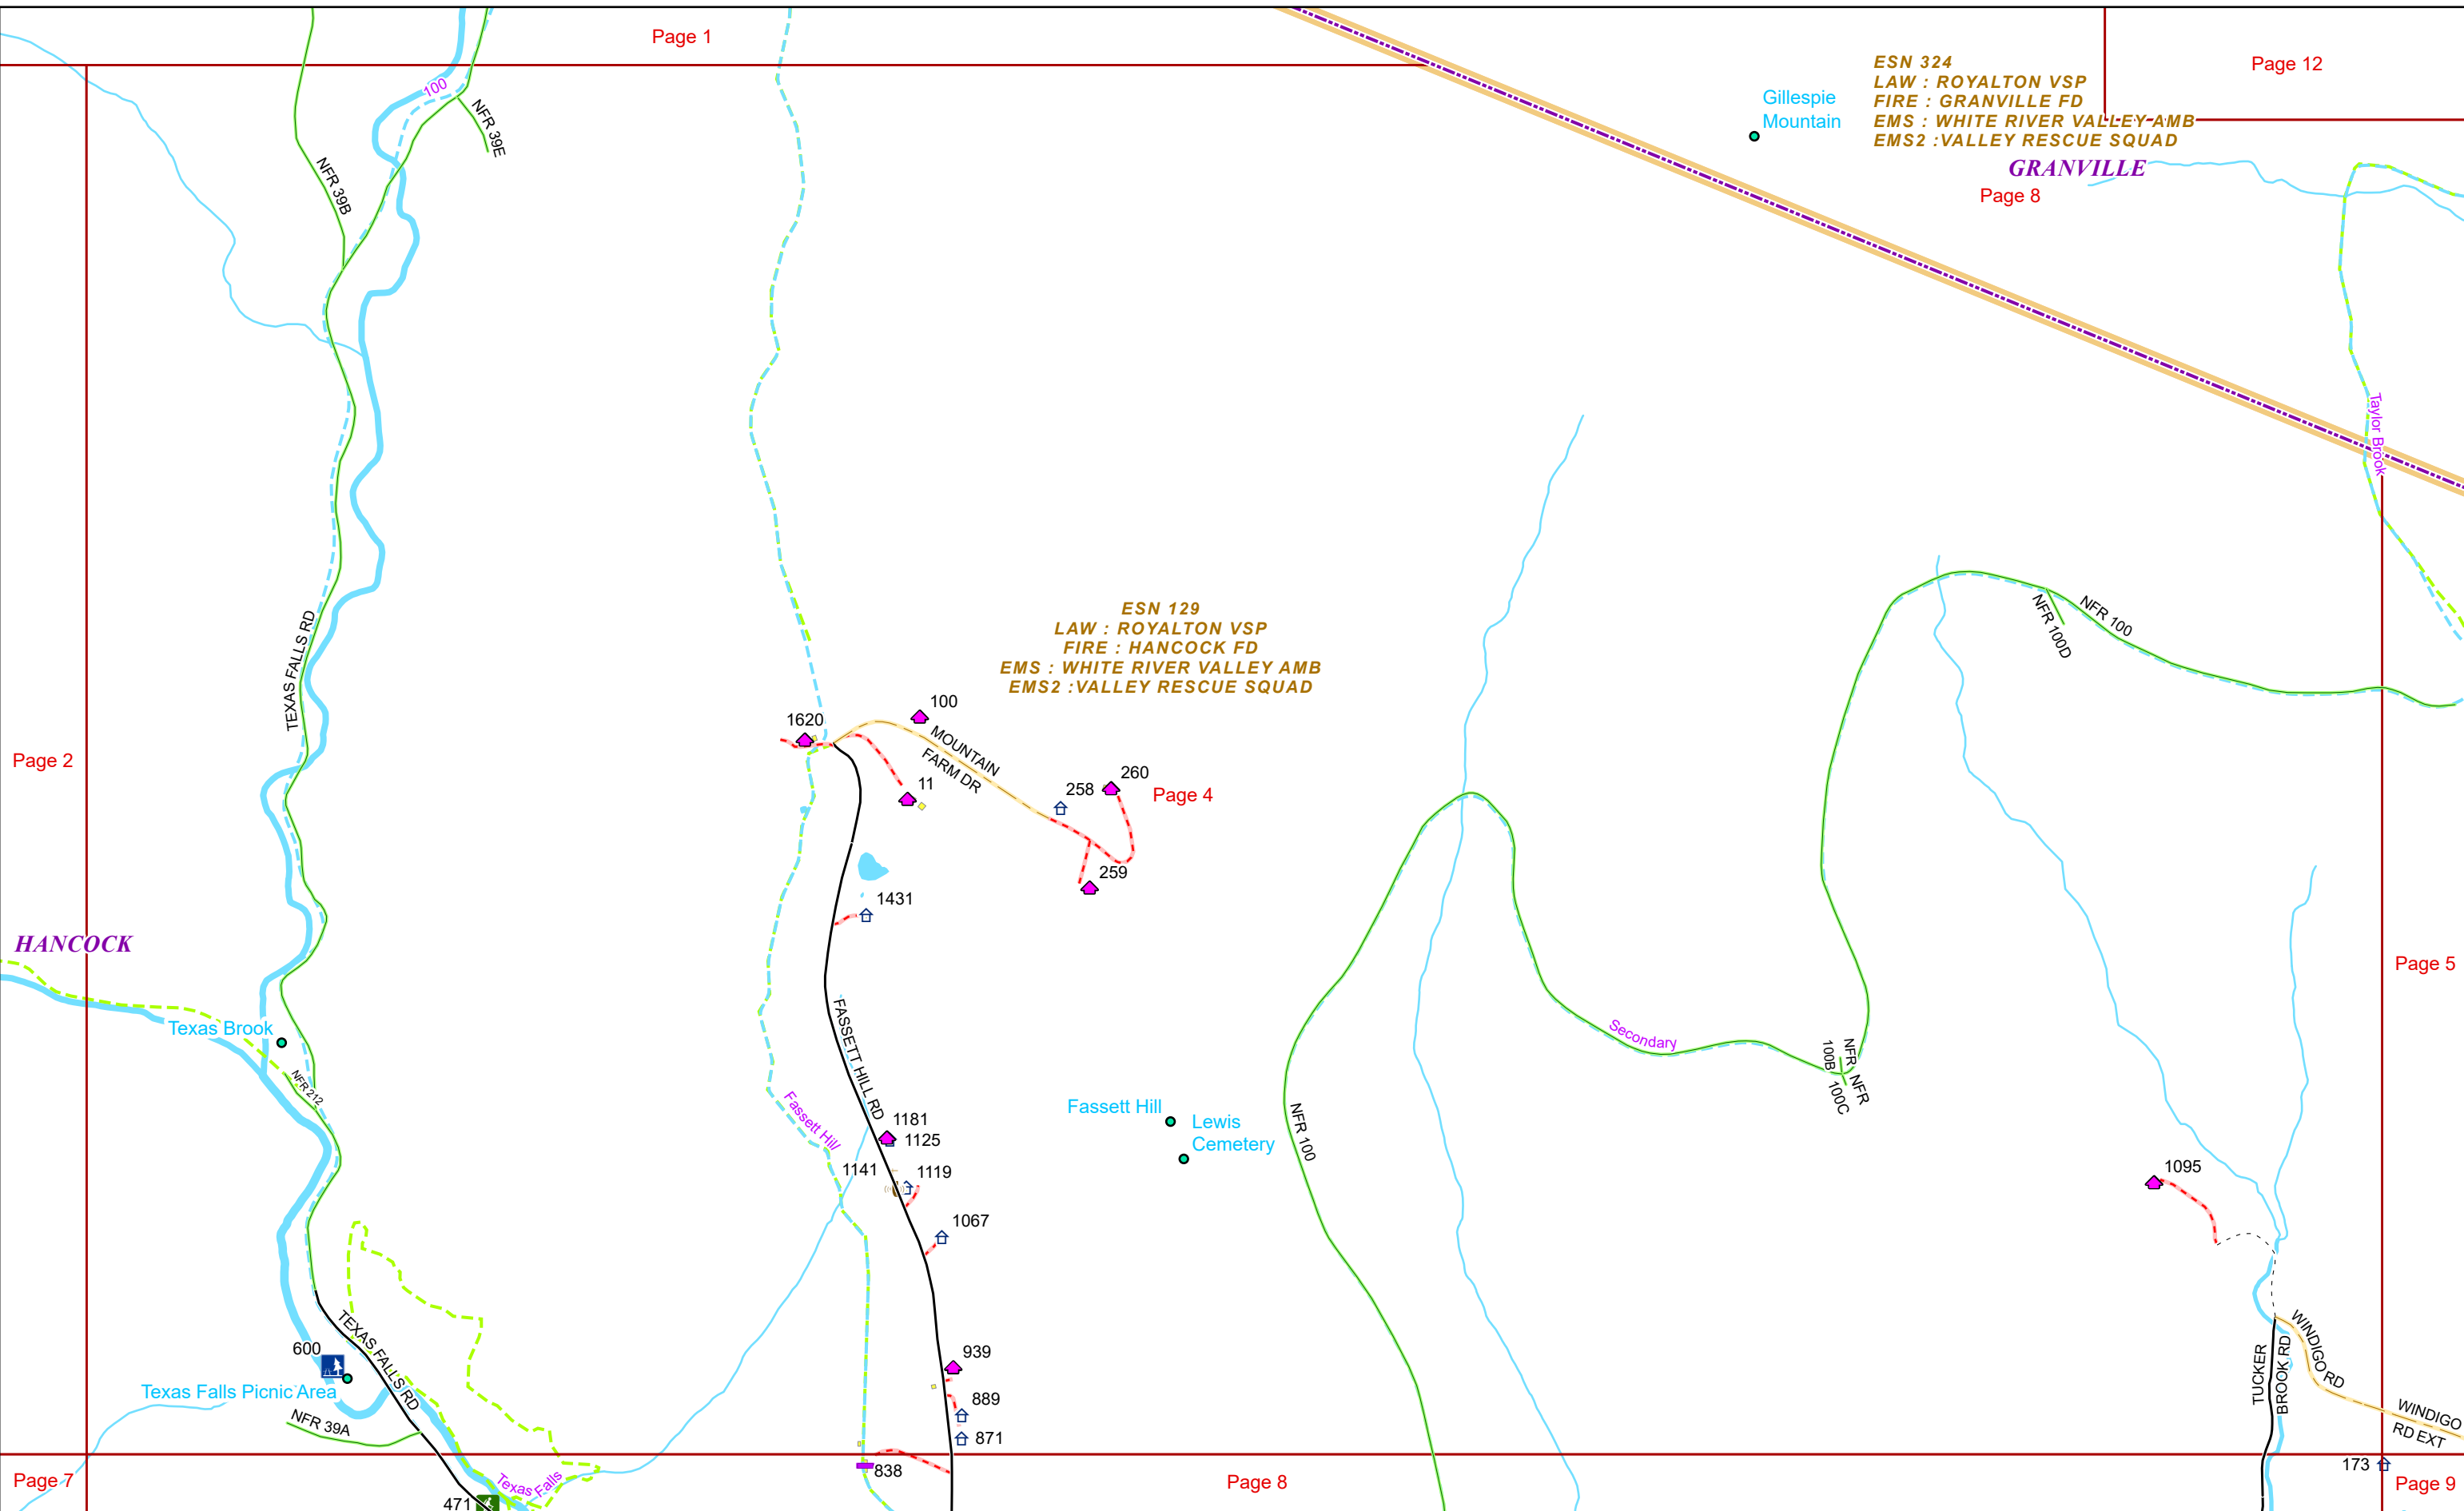 Page 1
ESN 324
LAW : ROYALTON VSP
FIRE : GRANVILLE FD
EMS : WHITE RIVER VALLEY AMB
EMS2 :VALLEY RESCUE SQUAD
Page 12
Gillespie
Mountain
GRANVILLE
Page 8
100
NFR 39E
NFR 39B
Taylor Brook
TEXAS FALLS RD
ESN 129
LAW : ROYALTON VSP
FIRE : HANCOCK FD
EMS : WHITE RIVER VALLEY AMB
EMS2 :VALLEY RESCUE SQUAD
NFR 100D
NFR 100
100
1620
MOUNTAIN
FARM DR
Page 2
11
258
260
Page 4
259
1431
HANCOCK
Page 5
Texas Brook
NFR 212
FASSETT HILL RD
Secondary
NFR
100B
NFR
100C
Fassett Hill
1181
1125
1141
1119
Fassett Hill
Lewis
Cemetery
NFR 100
1095
1067
600
TEXAS FALLS RD
Texas Falls Picnic Area
NFR 39A
939
889
871
TUCKER
BROOK RD
WINDIGO RD
WINDIGO
RD EXT
Page 7
471
Texas Falls
838
Page 8
173
Page 9